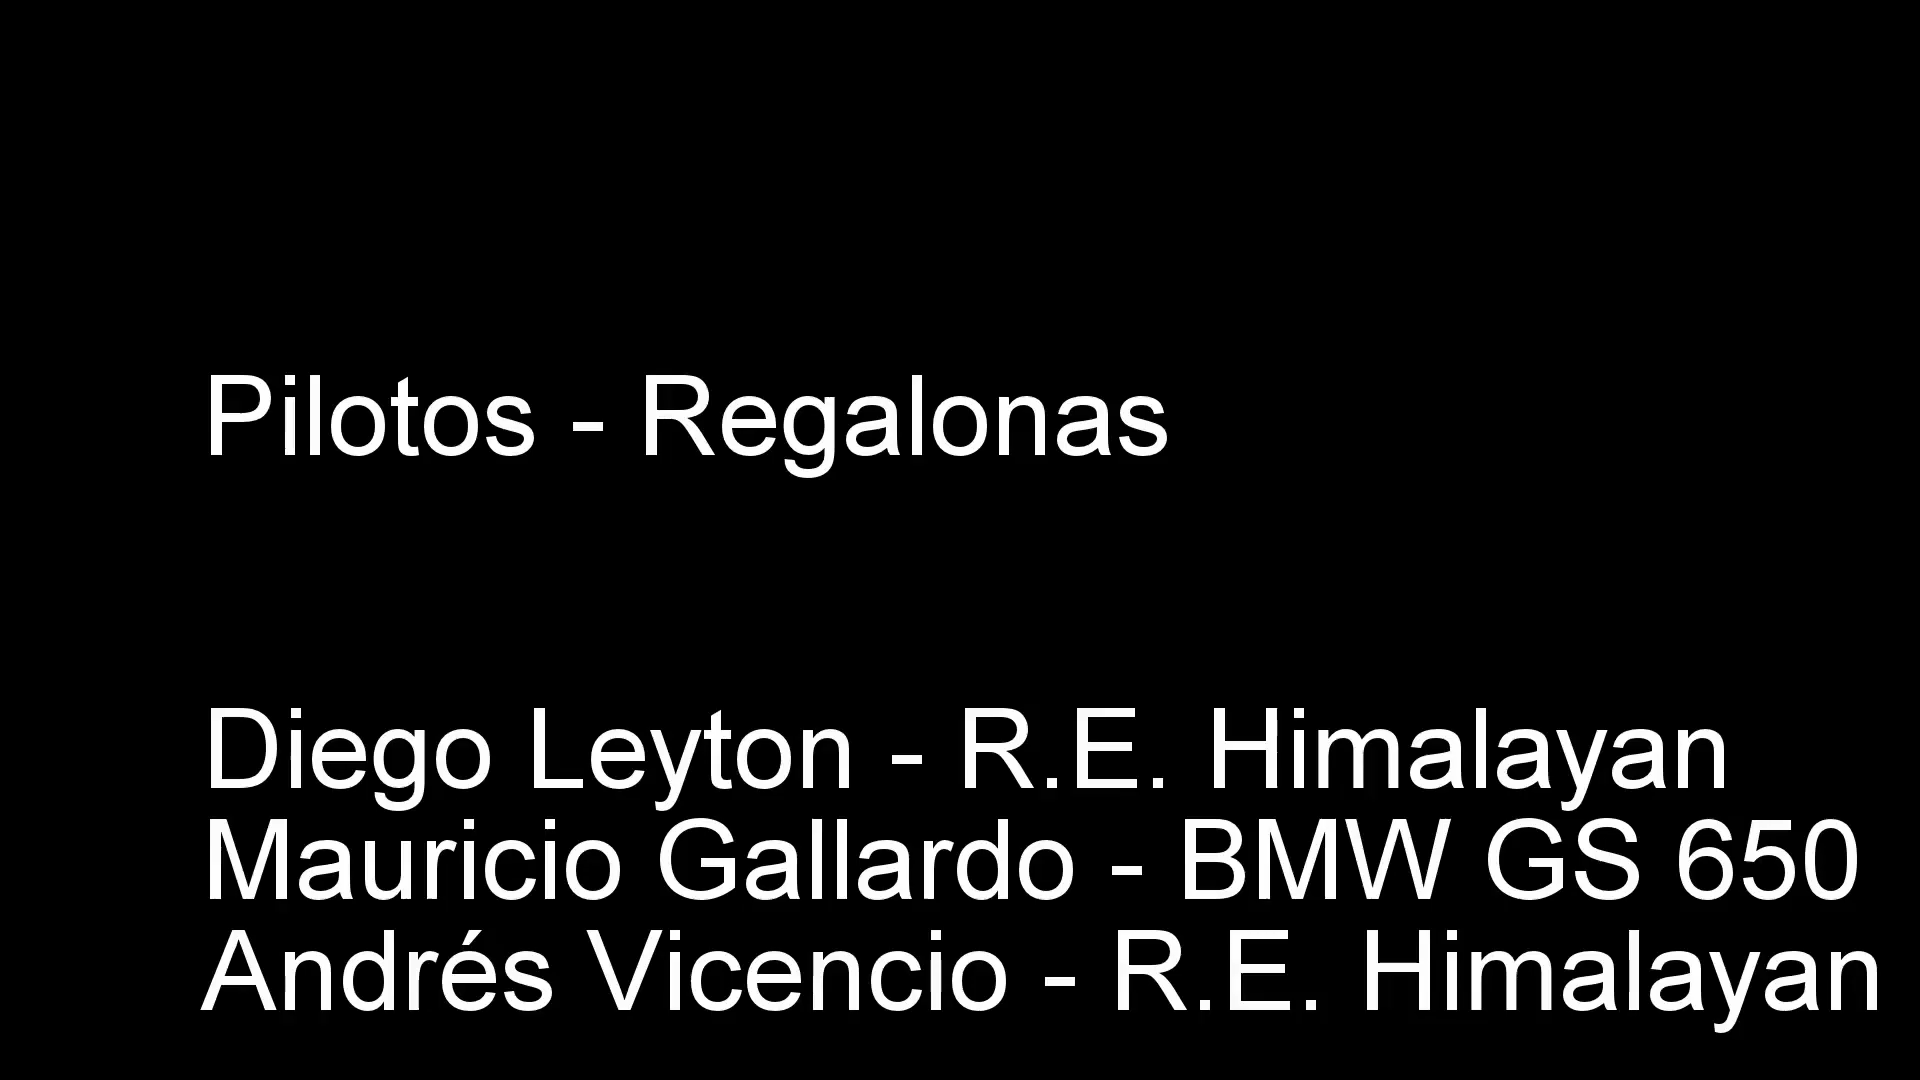 Pilotos - Regalonas
Diego Leyton - R.E. Himalayan
Mauricio Gallardo - BMW GS 650
Andrés Vicencio - R.E. Himalayan